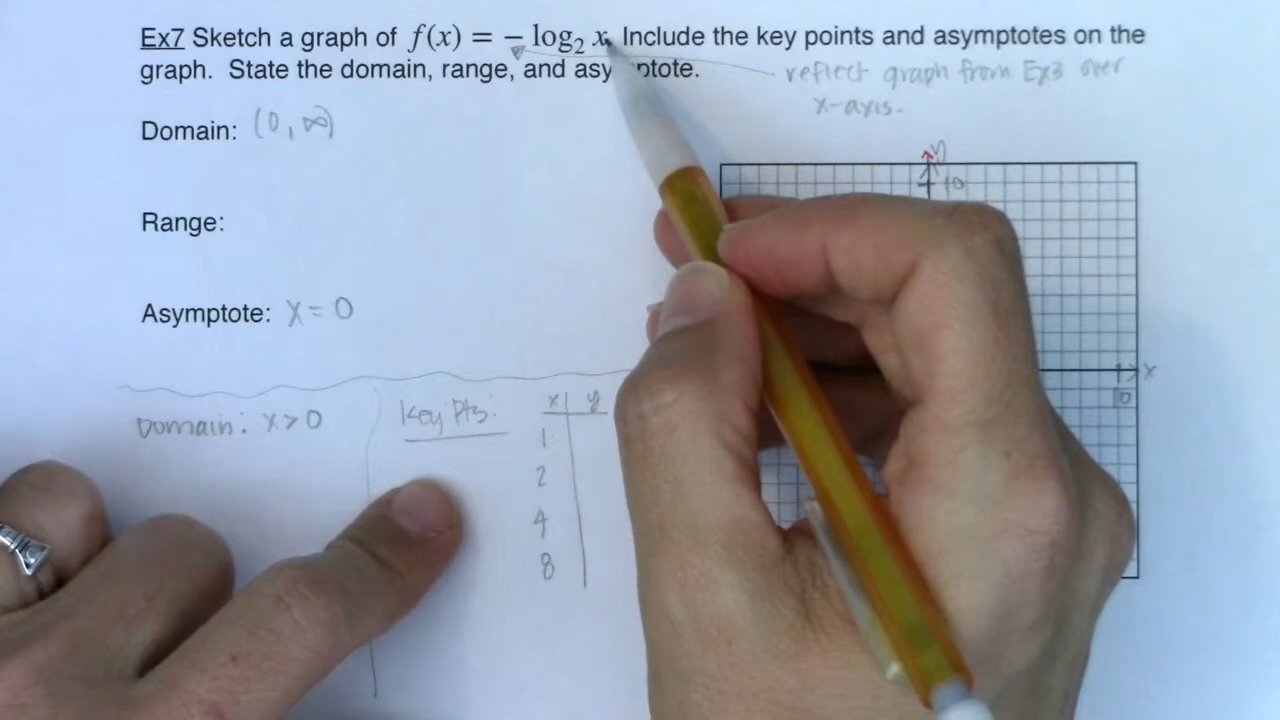 Ex7 Sketch a graph of f(x) = − log₂ x. Include the key points and asymptotes on the
graph. State the domain, range, and asy ptote.
reflect graph from Ex3 over
x-axis.
Domain: (0, ∞)
y
10
Range:
Asymptote: x = 0
x
10
Domain: x > 0
Key Pts:
x y
1
2
4
8